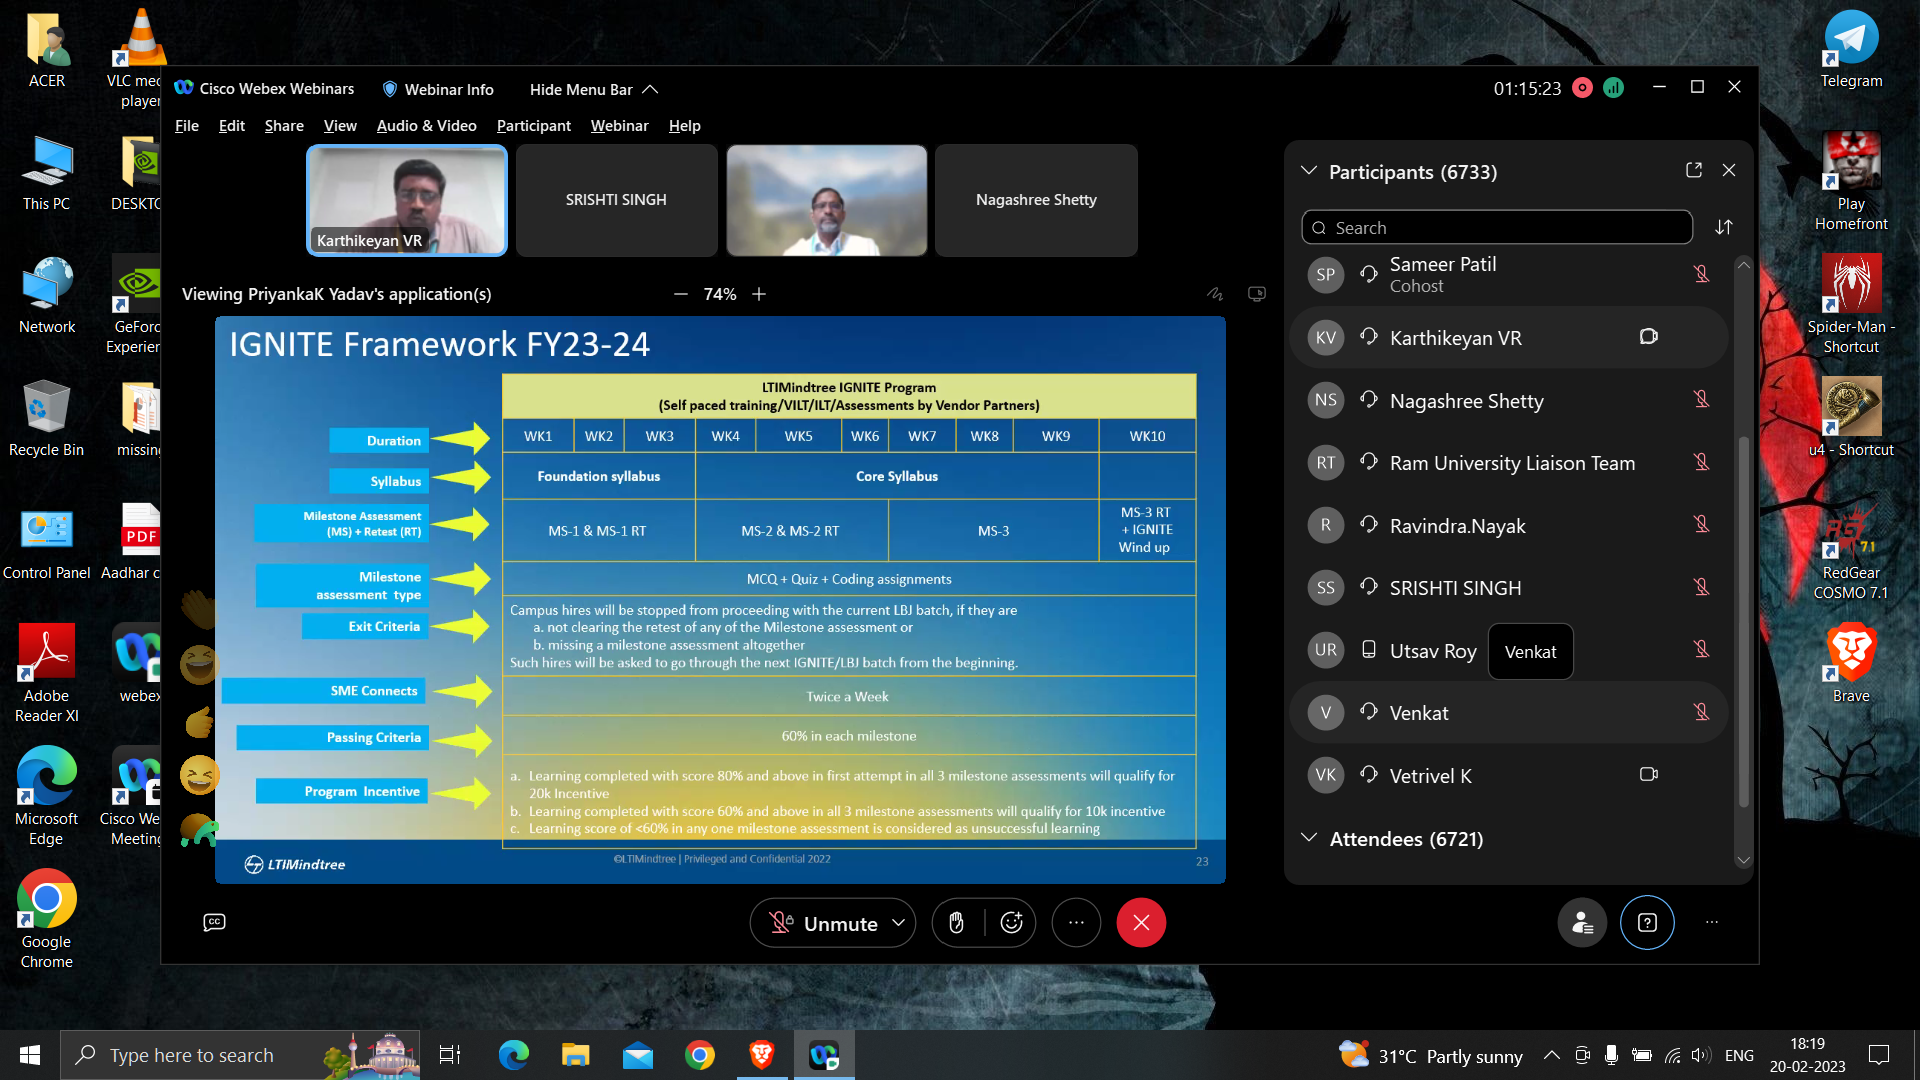 ACER
VLC med
player
This PC
DESKTO
Network
GeForc
Experien
Recycle Bin
missin
Control Panel
PDF
Aadhar c
Adobe
Reader XI
webex
Microsoft
Edge
Cisco We
Meeting
Google
Chrome
Cisco Webex Webinars
Webinar Info
Hide Menu Bar
01:15:23
File
Edit
Share
View
Audio & Video
Participant
Webinar
Help
Karthikeyan VR
SRISHTI SINGH
Nagashree Shetty
Viewing PriyankaK Yadav's application(s)
74%
IGNITE Framework FY23-24
LTIMindtree IGNITE Program
(Self paced training/VILT/ILT/Assessments by Vendor Partners)
Duration
WK1
WK2
WK3
WK4
WK5
WK6
WK7
WK8
WK9
WK10
Syllabus
Foundation syllabus
Core Syllabus
Milestone Assessment
(MS) + Retest (RT)
MS-1 & MS-1 RT
MS-2 & MS-2 RT
MS-3
MS-3 RT
+ IGNITE
Wind up
Milestone
assessment type
MCQ + Quiz + Coding assignments
Exit Criteria
Campus hires will be stopped from proceeding with the current LBJ batch, if they are
a. not clearing the retest of any of the Milestone assessment or
b. missing a milestone assessment altogether
Such hires will be asked to go through the next IGNITE/LBJ batch from the beginning.
SME Connects
Twice a Week
Passing Criteria
60% in each milestone
Program Incentive
a. Learning completed with score 80% and above in first attempt in all 3 milestone assessments will qualify for
20k Incentive
b. Learning completed with score 60% and above in all 3 milestone assessments will qualify for 10k incentive
c. Learning score of <60% in any one milestone assessment is considered as unsuccessful learning
LTIMindtree
©LTIMindtree | Privileged and Confidential 2022
23
CC
Unmute
Participants (6733)
Search
SP
Sameer Patil
Cohost
KV
Karthikeyan VR
NS
Nagashree Shetty
RT
Ram University Liaison Team
R
Ravindra.Nayak
SS
SRISHTI SINGH
UR
Utsav Roy
Venkat
V
Venkat
VK
Vetrivel K
Attendees (6721)
Telegram
Play
Homefront
Spider-Man -
Shortcut
u4 - Shortcut
7.1
RedGear
COSMO 7.1
Brave
Type here to search
31°C Partly sunny
ENG
18:19
20-02-2023